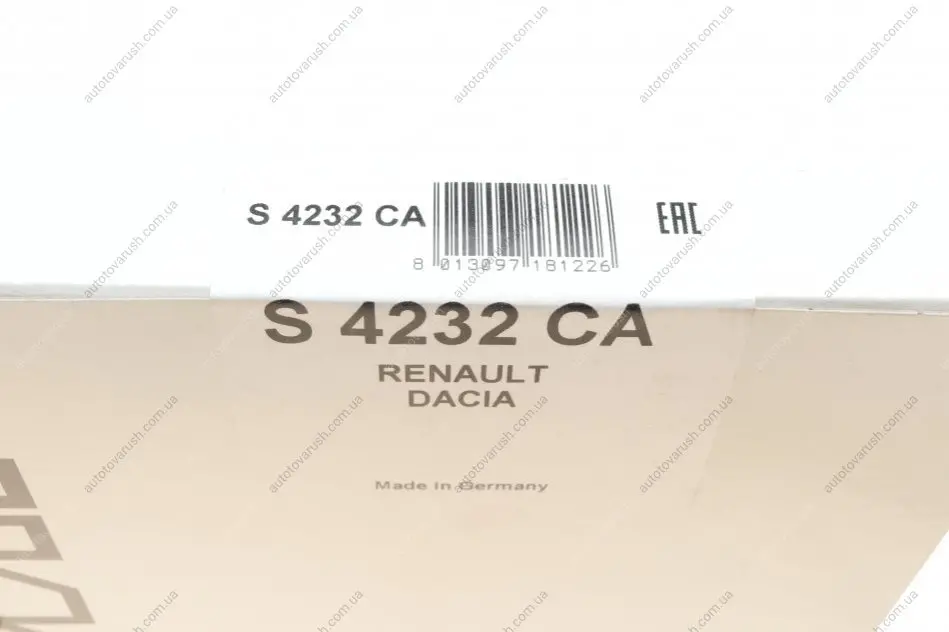 S 4232 CA
8 013097 181226
EAC
S 4232 CA
RENAULT
DACIA
Made in Germany
autotovarush.com.ua